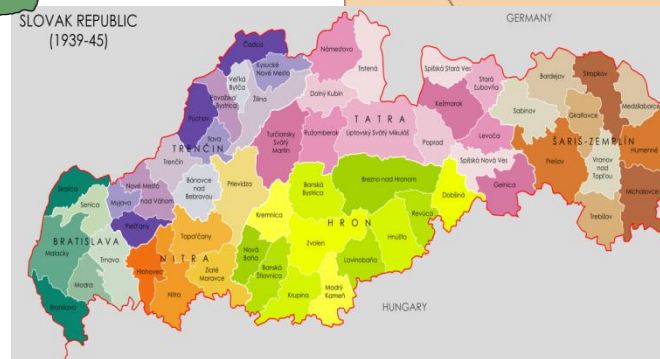 SLOVAK REPUBLIC
(1939-45)
GERMANY
HUNGARY
BRATISLAVA
Skalica
Senica
Malacky
Modra
Trnava
Bratislava
NITRA
Hlohovec
Nitra
Topoľčany
Zlaté
Moravce
Prievidza
TRENČÍN
Čadca
Kysucké
Nové Mesto
Veľká
Bytča
Považská
Bystrica
Žilina
Púchov
Ilava
Trenčín
Bánovce
nad
Bebravou
Nové Mesto
nad Váhom
Myjava
Piešťany
TATRA
Námestovo
Trstená
Dolný Kubín
Turčiansky
Svätý
Martin
Ružomberok
Liptovský Svätý Mikuláš
Poprad
Spišská Stará Ves
Stará
Ľubovňa
Kežmarok
Levoča
Spišská Nová Ves
Gelnica
HRON
Kremnica
Banská
Bystrica
Brezno nad Hronom
Zvolen
Nová
Baňa
Banská
Štiavnica
Krupina
Modrý
Kameň
Lovinobaňa
Hnúšťa
Revúca
Dobšiná
ŠARIŠ-ZEMPLÍN
Bardejov
Stropkov
Medzilaborce
Sabinov
Giraltovce
Humenné
Prešov
Vranov
nad
Topľou
Michalovce
Trebišov